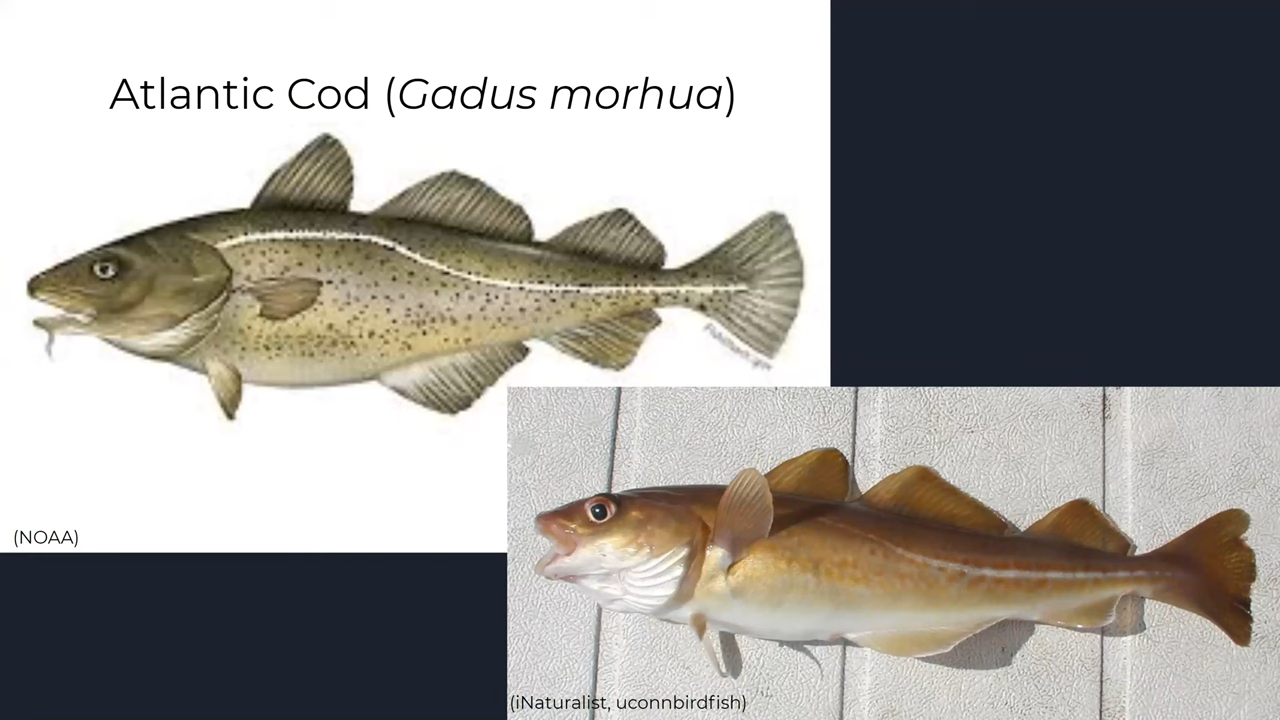 Atlantic Cod (Gadus morhua)
(NOAA)
(iNaturalist, uconnbirdfish)